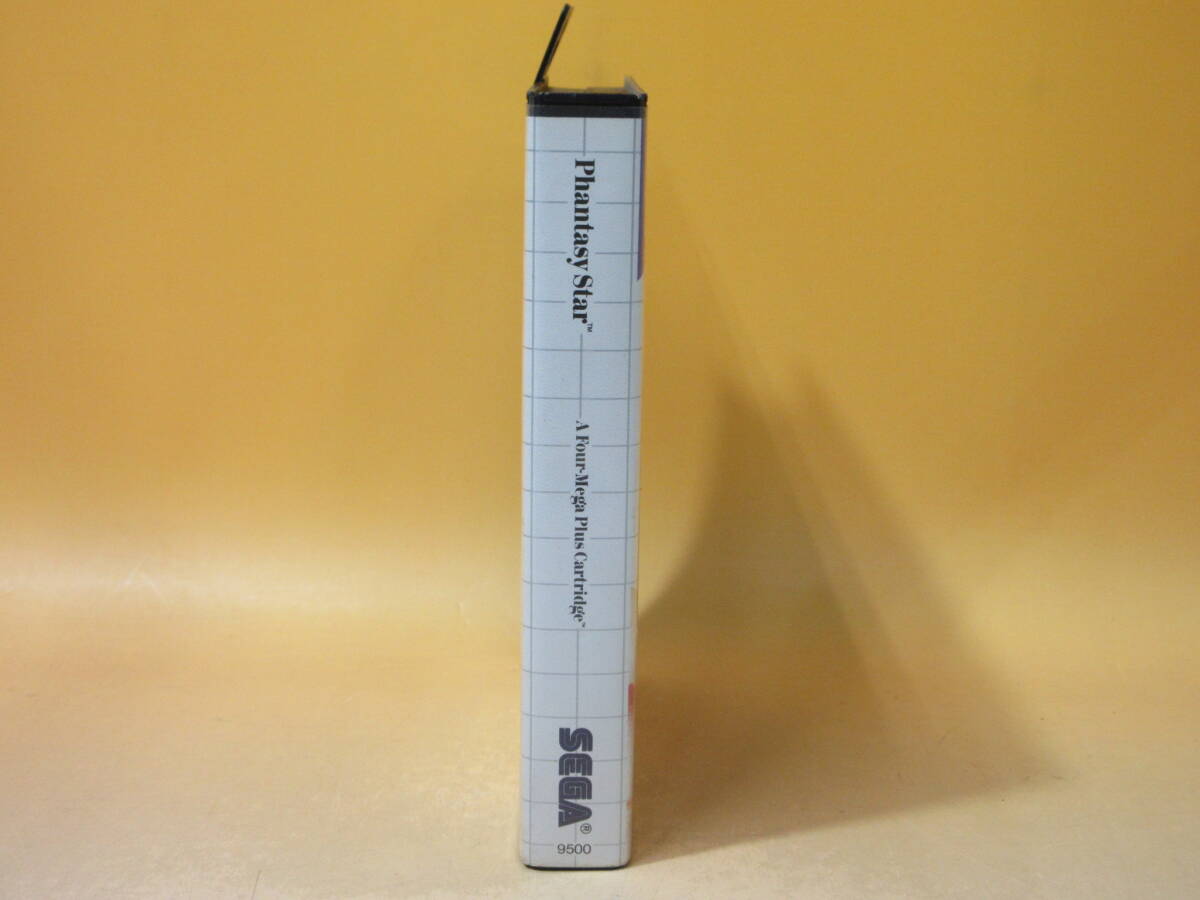 Phantasy Star™
A Four-Mega Plus Cartridge™
SEGA®
9500